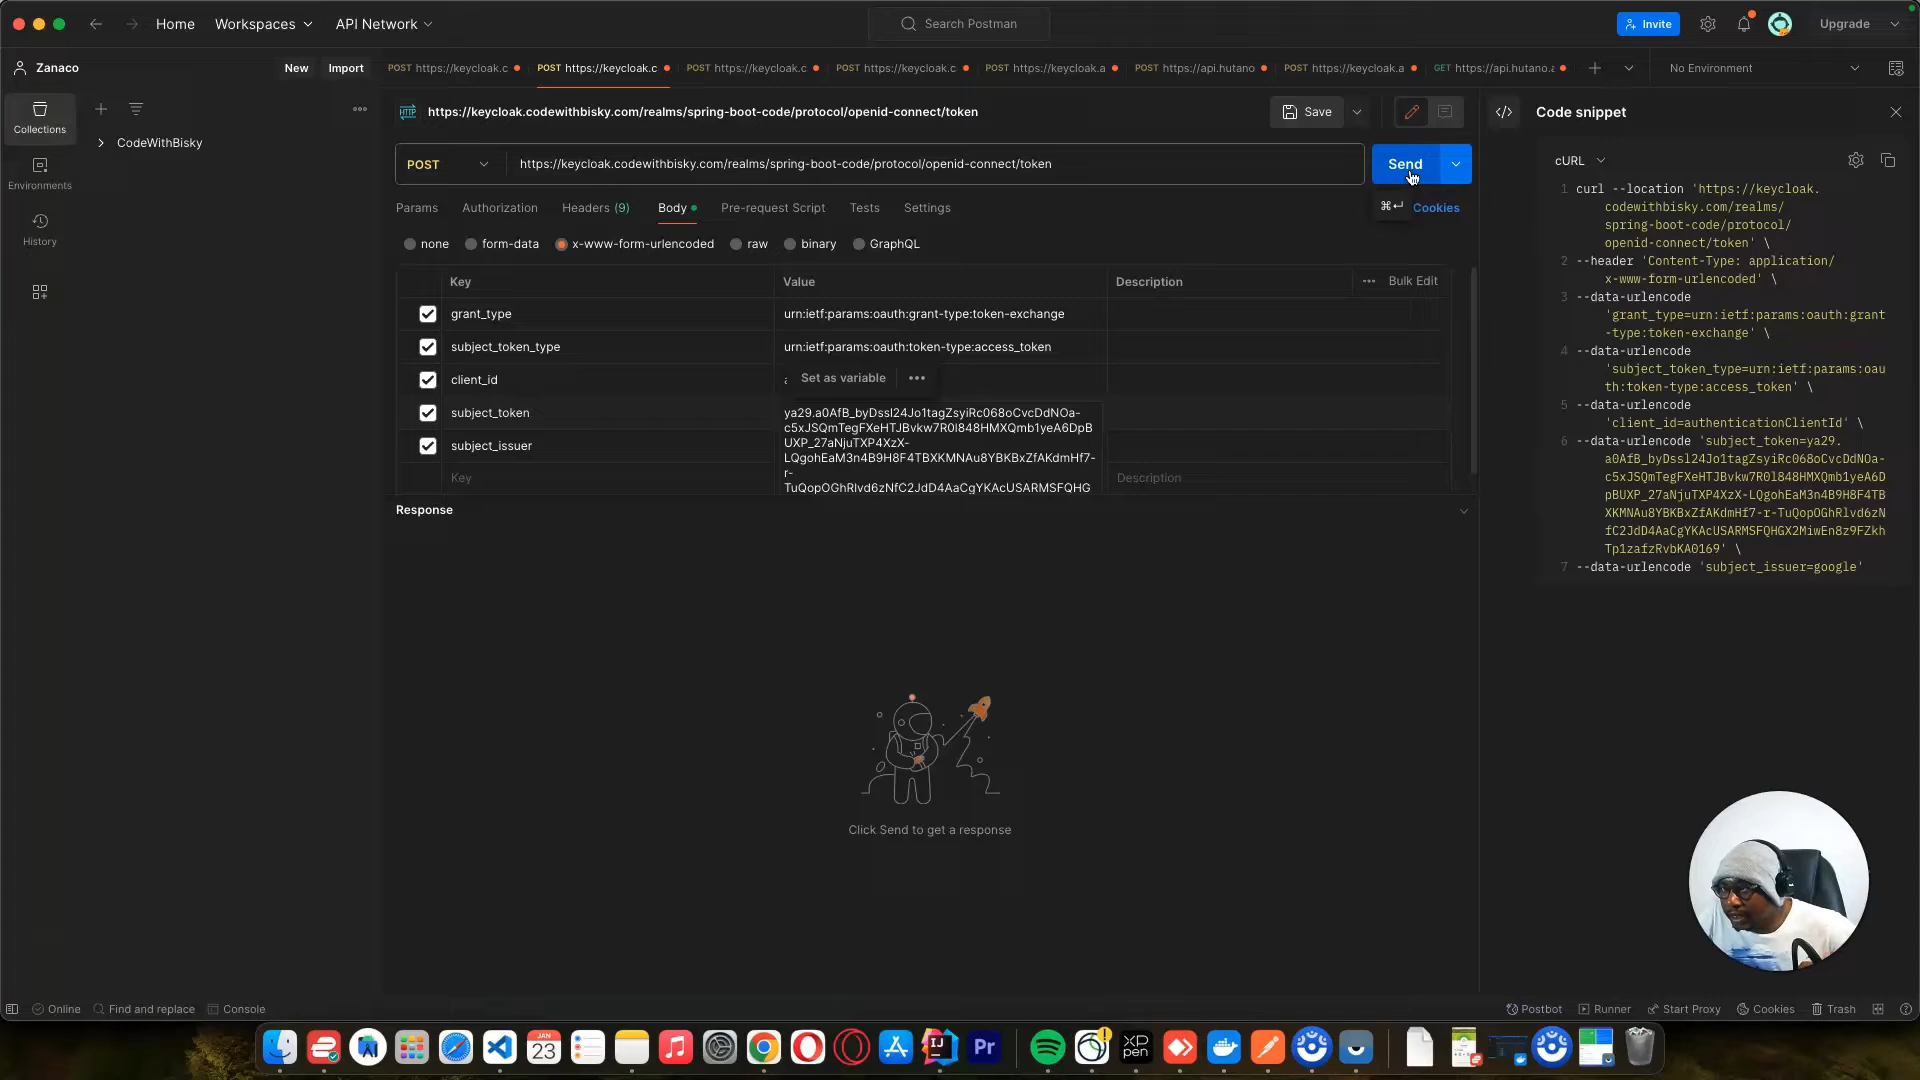 Home
Workspaces
API Network
Search Postman
Invite
Upgrade
Zanaco
New
Import
POST https://keycloak.c
POST https://keycloak.c
POST https://keycloak.c
POST https://keycloak.c
POST https://keycloak.a
POST https://api.hutano
POST https://keycloak.a
GET https://api.hutano.a
No Environment
Collections
CodeWithBisky
Environments
History
HTTP
https://keycloak.codewithbisky.com/realms/spring-boot-code/protocol/openid-connect/token
Save
POST
https://keycloak.codewithbisky.com/realms/spring-boot-code/protocol/openid-connect/token
Send
Params
Authorization
Headers (9)
Body
Pre-request Script
Tests
Settings
⌘↵
Cookies
none
form-data
x-www-form-urlencoded
raw
binary
GraphQL
Key
Value
Description
Bulk Edit
grant_type
urn:ietf:params:oauth:grant-type:token-exchange
subject_token_type
urn:ietf:params:oauth:token-type:access_token
client_id
Set as variable
subject_token
ya29.a0AfB_byDssl24Jo1tagZsyiRc068oCvcDdNOa-
c5xJSQmTegFXeHTJBvkw7R0l848HMXQmb1yeA6DpB
UXP_27aNjuTXP4XzX-
LQgohEaM3n4B9H8F4TBXKMNAu8YBKBxZfAKdmHf7-
r-
TuQopOGhRlvd6zNfC2JdD4AaCgYKAcUSARMSFQHG
subject_issuer
Key
Description
Response
Click Send to get a response
Code snippet
cURL
1 curl --location 'https://keycloak.
codewithbisky.com/realms/
spring-boot-code/protocol/
openid-connect/token' \
2 --header 'Content-Type: application/
x-www-form-urlencoded' \
3 --data-urlencode
'grant_type=urn:ietf:params:oauth:grant
-type:token-exchange' \
4 --data-urlencode
'subject_token_type=urn:ietf:params:oau
th:token-type:access_token' \
5 --data-urlencode
'client_id=authenticationClientId' \
6 --data-urlencode 'subject_token=ya29.
a0AfB_byDssl24Jo1tagZsyiRc068oCvcDdNOa-
c5xJSQmTegFXeHTJBvkw7R0l848HMXQmb1yeA6D
pBUXP_27aNjuTXP4XzX-LQgohEaM3n4B9H8F4TB
XKMNAu8YBKBxZfAKdmHf7-r-TuQopOGhRlvd6zN
fC2JdD4AaCgYKAcUSARMSFQHGX2MiwEn8z9FZkh
Tp1zafzRvbKA0169' \
7 --data-urlencode 'subject_issuer=google'
Online
Find and replace
Console
Postbot
Runner
Start Proxy
Cookies
Trash
JAN
23
IJ
Pr
XP
pen